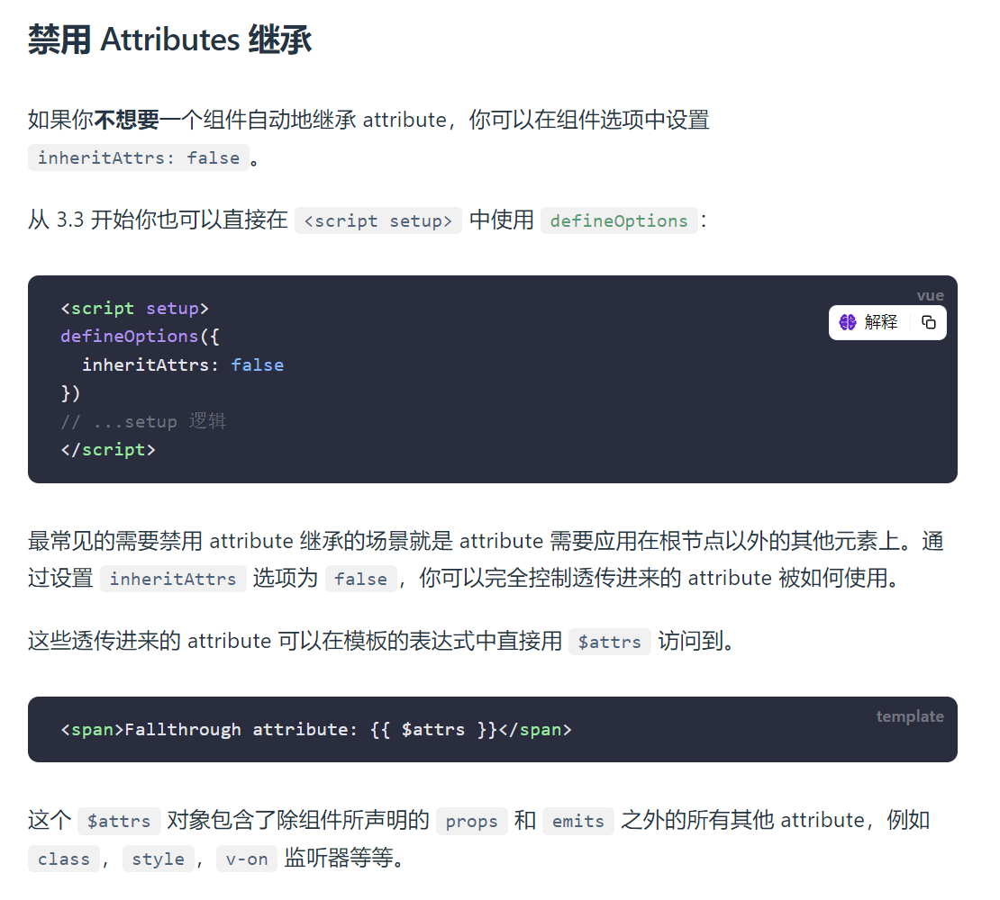 禁用 Attributes 继承
如果你不想要一个组件自动地继承 attribute，你可以在组件选项中设置
inheritAttrs: false 。
从 3.3 开始你也可以直接在 <script setup> 中使用 defineOptions：
vue
解释
<script setup>
defineOptions({
  inheritAttrs: false
})
// ...setup 逻辑
</script>
最常见的需要禁用 attribute 继承的场景就是 attribute 需要应用在根节点以外的其他元素上。通
过设置 inheritAttrs 选项为 false，你可以完全控制透传进来的 attribute 被如何使用。
这些透传进来的 attribute 可以在模板的表达式中直接用 $attrs 访问到。
template
<span>Fallthrough attribute: {{ $attrs }}</span>
这个 $attrs 对象包含了除组件所声明的 props 和 emits 之外的所有其他 attribute，例如
class，style，v-on 监听器等等。